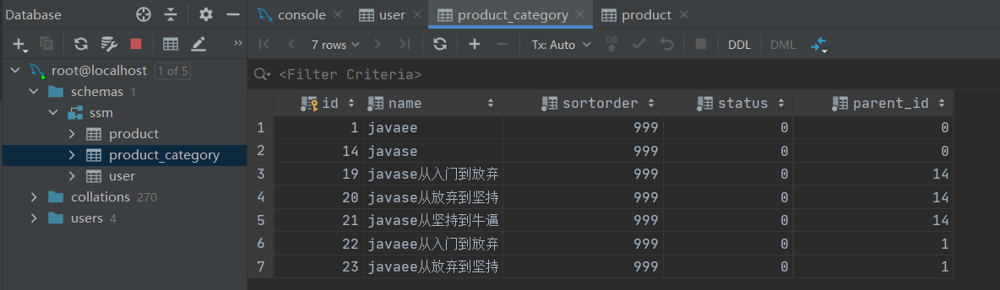 Database
console
user
product_category
product
7 rows
Tx: Auto
DB
DDL
DML
root@localhost 1 of 5
schemas 1
ssm
product
product_category
user
collations 270
users 4
<Filter Criteria>
id name sortorder status parent_id
1 1 javaee 999 0 0
2 14 javase 999 0 0
3 19 javase从入门到放弃 999 0 14
4 20 javase从放弃到坚持 999 0 14
5 21 javase从坚持到牛逼 999 0 14
6 22 javaee从入门到放弃 999 0 1
7 23 javaee从放弃到坚持 999 0 1